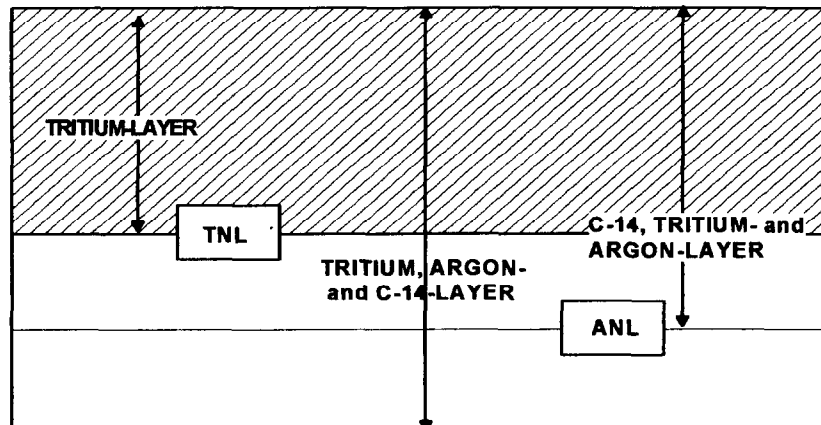 TRITIUM-LAYER
TNL
C-14, TRITIUM- and
ARGON-LAYER
TRITIUM, ARGON-
and C-14-LAYER
ANL